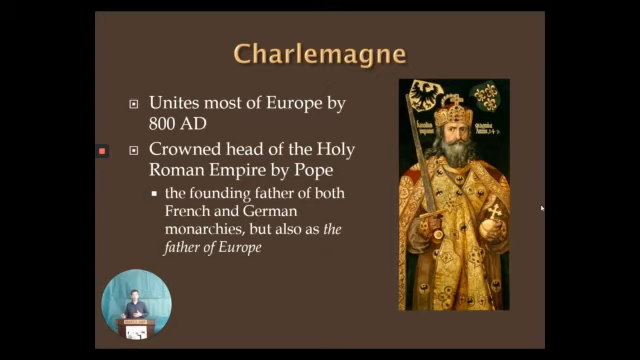 Charlemagne
Unites most of Europe by
800 AD
Crowned head of the Holy
Roman Empire by Pope
the founding father of both
French and German
monarchies, but also as the
father of Europe